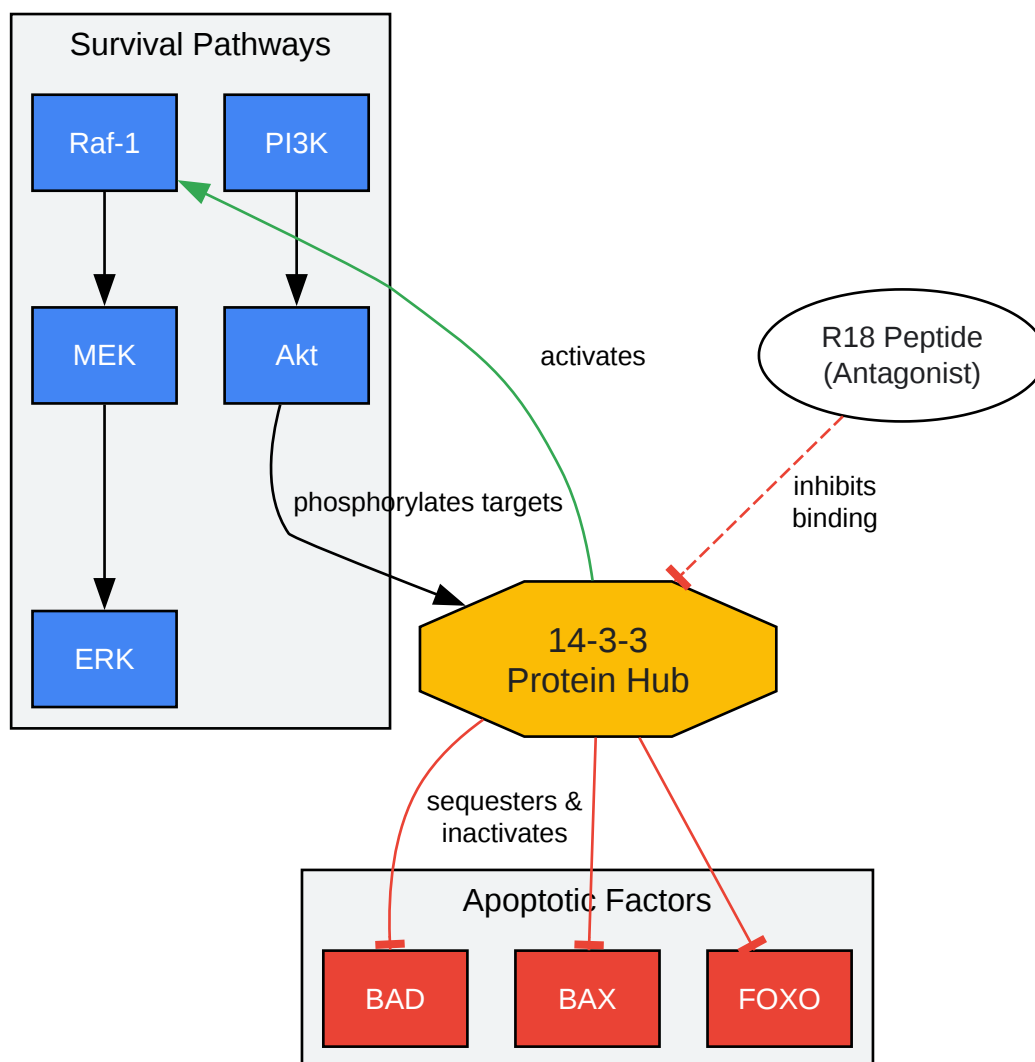 Survival Pathways
Raf-1
PI3K
MEK
Akt
activates
R18 Peptide
(Antagonist)
phosphorylates targets
inhibits
binding
ERK
14-3-3
Protein Hub
sequesters &
inactivates
Apoptotic Factors
BAD
BAX
FOXO